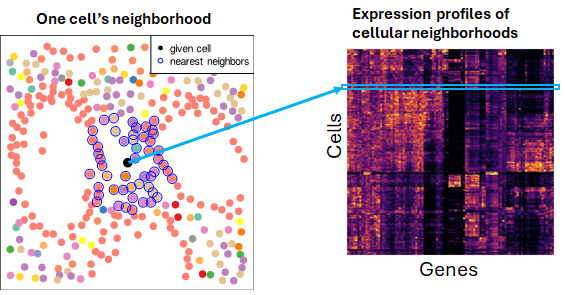 One cell's neighborhood
given cell
nearest neighbors
Expression profiles of
cellular neighborhoods
Cells
Genes